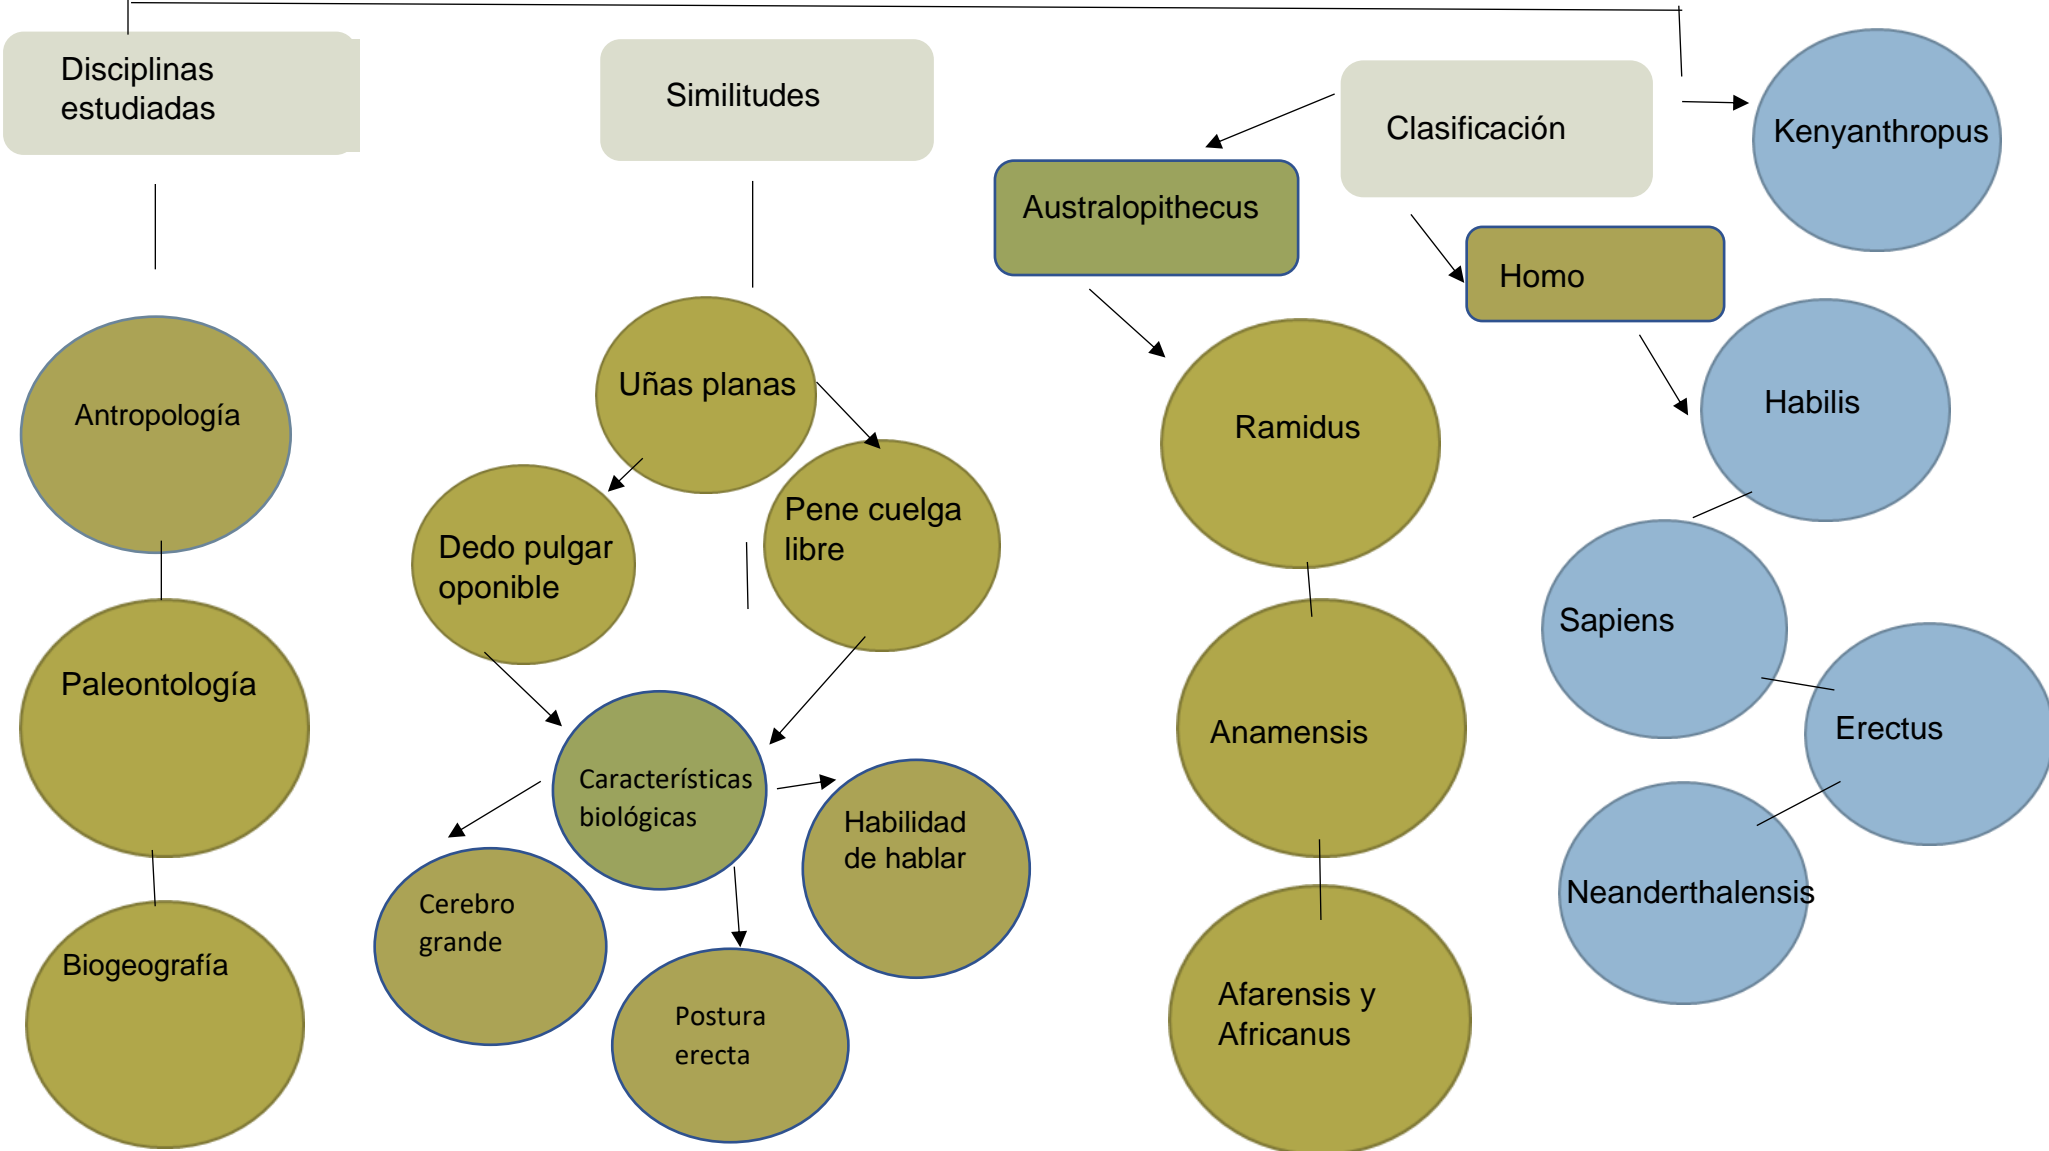 Disciplinas
estudiadas
Similitudes
Clasificación
Kenyanthropus
Australopithecus
Homo
Antropología
Paleontología
Biogeografía
Uñas planas
Dedo pulgar
oponible
Pene cuelga
libre
Característísticas
biológicas
Cerebro
grande
Postura
erecta
Habilidad
de hablar
Ramidus
Anamensis
Afarensis y
Africanus
Habilis
Sapiens
Erectus
Neanderthalensis